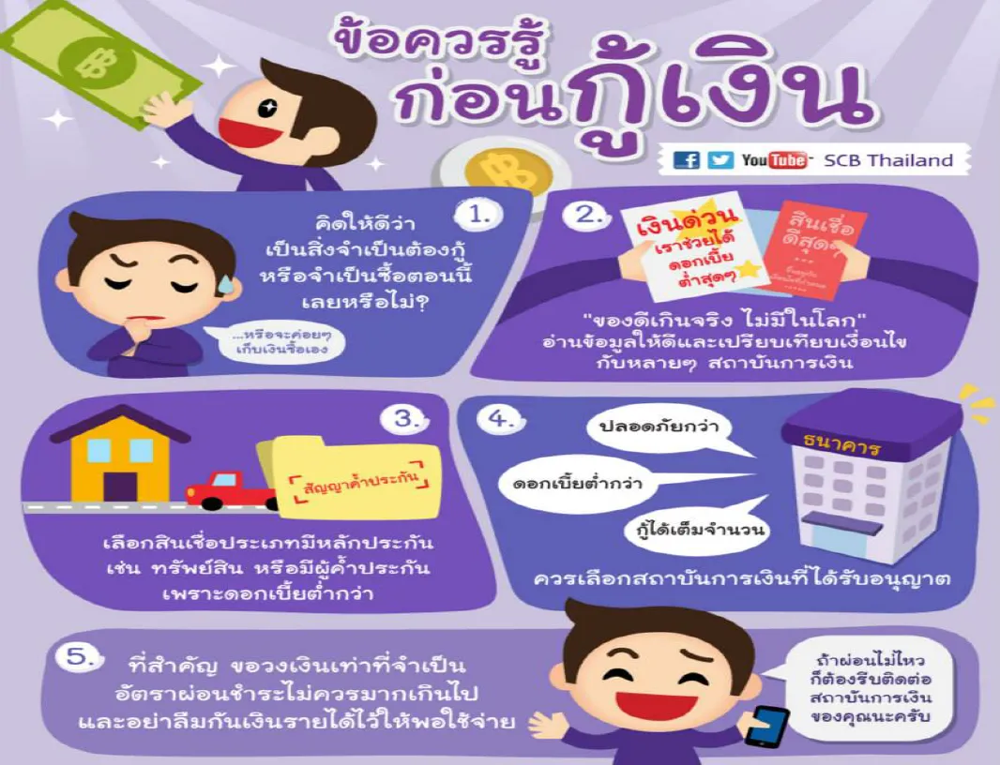 ข้อควรรู้
ก่อนกู้เงิน
YouTube SCB Thailand
1.
คิดให้ดีว่า
เป็นสิ่งจำเป็นต้องกู้
หรือจำเป็นซื้อตอนนี้
เลยหรือไม่?
...หรือจะค่อยๆ
เก็บเงินซื้อเอง
2.
เงินด่วน
เราช่วยได้
ดอกเบี้ย
ต่ำสุดๆ
สินเชื่อ
ดีสุดๆ
"ของดีเกินจริง ไม่มีในโลก"
อ่านข้อมูลให้ดีและเปรียบเทียบเงื่อนไข
กับหลายๆ สถาบันการเงิน
3.
สัญญาค้ำประกัน
เลือกสินเชื่อประเภทมีหลักประกัน
เช่น ทรัพย์สิน หรือมีผู้ค้ำประกัน
เพราะดอกเบี้ยต่ำกว่า
4.
ปลอดภัยกว่า
ดอกเบี้ยต่ำกว่า
กู้ได้เต็มจำนวน
ธนาคาร
ควรเลือกสถาบันการเงินที่ได้รับอนุญาต
5.
ที่สำคัญ ขอวงเงินเท่าที่จำเป็น
อัตราผ่อนชำระไม่ควรมากเกินไป
และอย่าลืมกันเงินรายได้ไว้ให้พอใช้จ่าย
ถ้าผ่อนไม่ไหว
ก็ต้องรีบติดต่อ
สถาบันการเงิน
ของคุณนะครับ